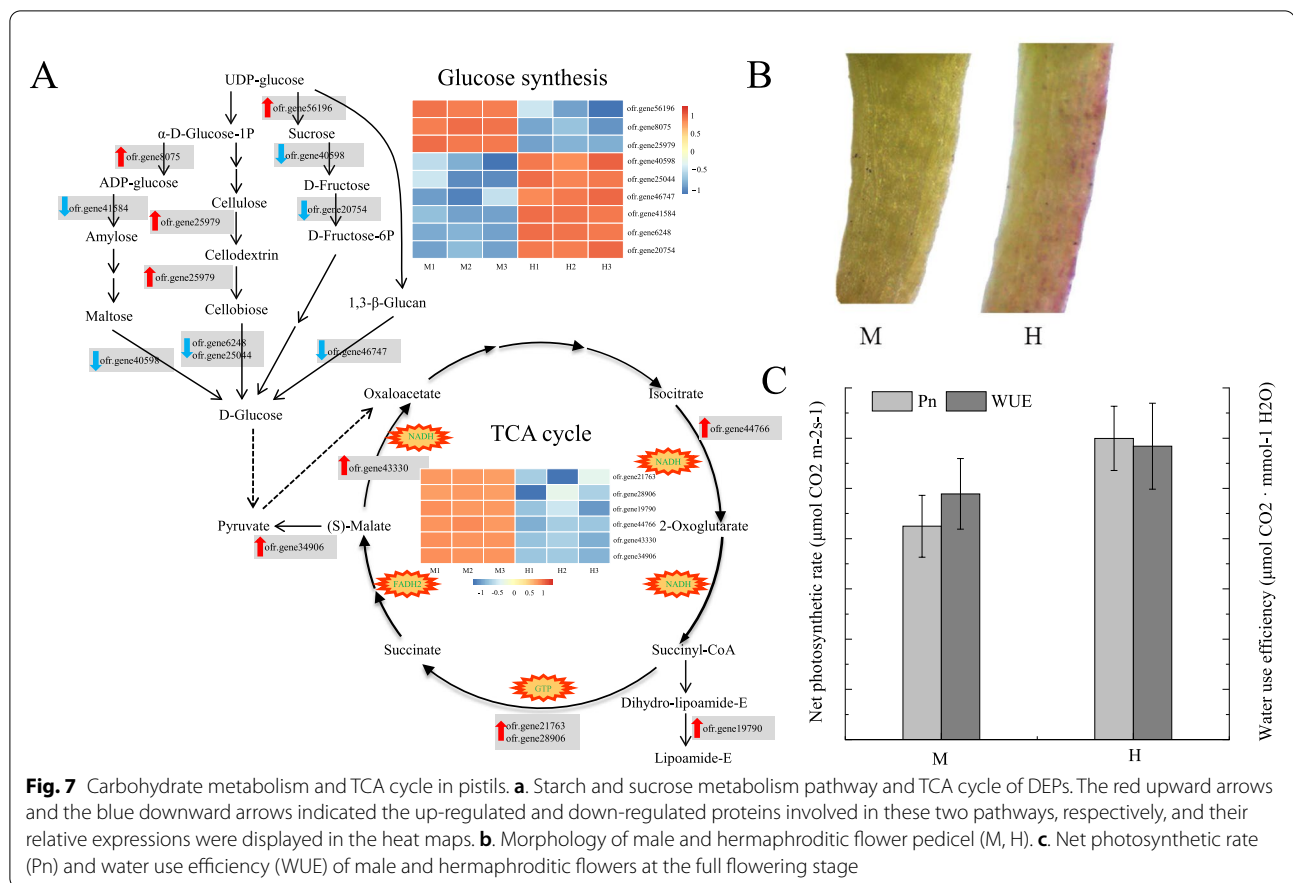 A
UDP-glucose
ofr.gene56196
α-D-Glucose-1P
Sucrose
ofr.gene8075
ofr.gene40598
ADP-glucose
D-Fructose
ofr.gene41584
Cellulose
ofr.gene20754
ofr.gene25979
Amylose
D-Fructose-6P
Cellodextrin
ofr.gene25979
1,3-β-Glucan
Maltose
Cellobiose
ofr.gene40598
ofr.gene6248
ofr.gene25044
ofr.gene46747
D-Glucose
Glucose synthesis
ofr.gene56196
ofr.gene8075
ofr.gene25979
ofr.gene40598
ofr.gene25044
ofr.gene46747
ofr.gene41584
ofr.gene6248
ofr.gene20754
M1 M2 M3 H1 H2 H3
1
0.5
0
−0.5
−1
Oxaloacetate
Isocitrate
NADH
TCA cycle
ofr.gene44766
NADH
ofr.gene43330
Pyruvate
(S)-Malate
2-Oxoglutarate
ofr.gene34906
ofr.gene21763
ofr.gene28906
ofr.gene19790
ofr.gene44766
ofr.gene43330
ofr.gene34906
M1 M2 M3 H1 H2 H3
-1 -0.5 0 0.5 1
FADH2
NADH
Succinate
Succinyl-CoA
GTP
Dihydro-lipoamide-E
ofr.gene21763
ofr.gene28906
ofr.gene19790
Lipoamide-E
B
M H
C
Pn WUE
Net photosynthetic rate (μmol CO2 m-2s-1)
Water use efficiency (μmol CO2 · mmol-1 H2O)
M H
Fig. 7 Carbohydrate metabolism and TCA cycle in pistils. a. Starch and sucrose metabolism pathway and TCA cycle of DEPs. The red upward arrows
and the blue downward arrows indicated the up-regulated and down-regulated proteins involved in these two pathways, respectively, and their
relative expressions were displayed in the heat maps. b. Morphology of male and hermaphroditic flower pedicel (M, H). c. Net photosynthetic rate
(Pn) and water use efficiency (WUE) of male and hermaphroditic flowers at the full flowering stage